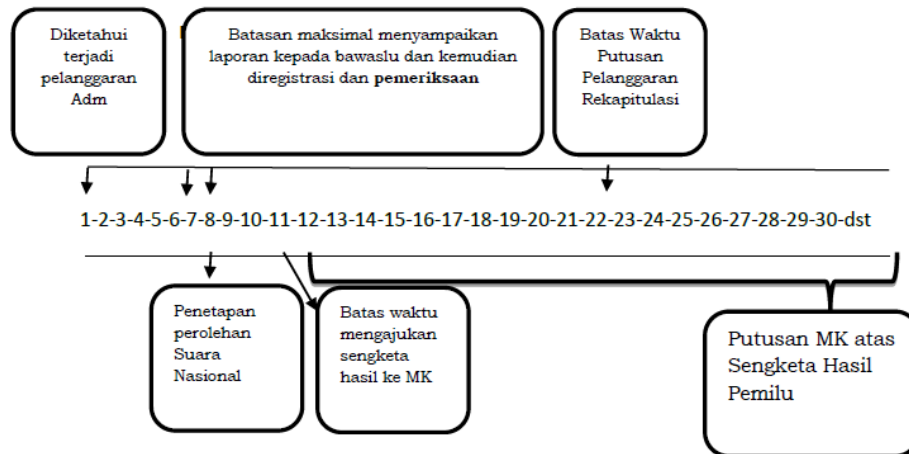 Diketahui
terjadi
pelanggaran
Adm
Batasan maksimal menyampaikan
laporan kepada bawaslu dan kemudian
diregistrasi dan pemeriksaan
Batas Waktu
Putusan
Pelanggaran
Rekapitulasi
1-2-3-4-5-6-7-8-9-10-11-12-13-14-15-16-17-18-19-20-21-22-23-24-25-26-27-28-29-30-dst
Penetapan
perolehan
Suara
Nasional
Batas waktu
mengajukan
sengketa
hasil ke MK
Putusan MK atas
Sengketa Hasil
Pemilu